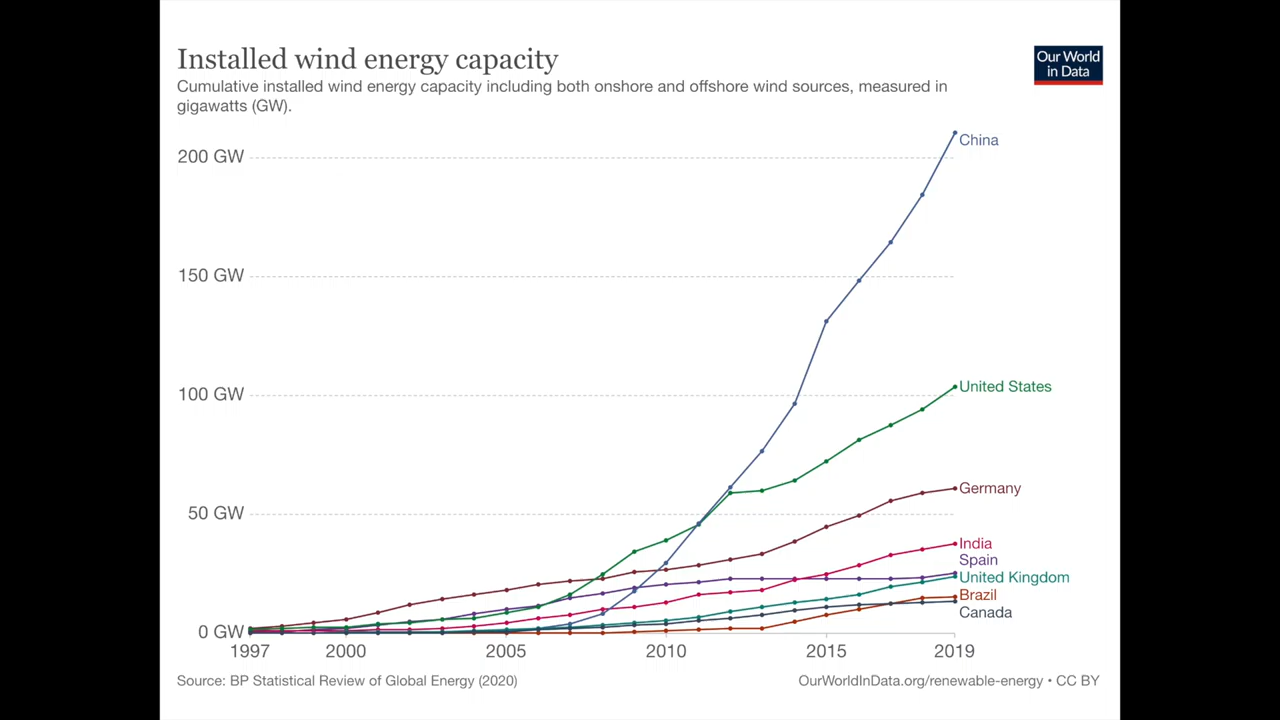 Installed wind energy capacity
Our World
in Data
Cumulative installed wind energy capacity including both onshore and offshore wind sources, measured in
gigawatts (GW).
200 GW
150 GW
100 GW
50 GW
0 GW
China
United States
Germany
India
Spain
United Kingdom
Brazil
Canada
1997
2000
2005
2010
2015
2019
Source: BP Statistical Review of Global Energy (2020)
OurWorldInData.org/renewable-energy • CC BY